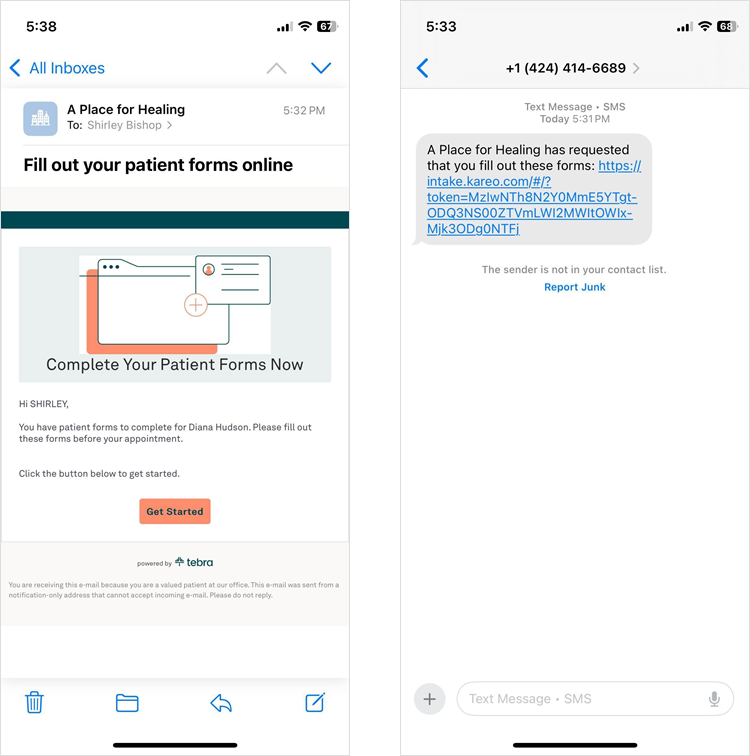 5:38
67
All Inboxes
A Place for Healing
5:32 PM
To: Shirley Bishop
Fill out your patient forms online
Complete Your Patient Forms Now
Hi SHIRLEY,
You have patient forms to complete for Diana Hudson. Please fill out
these forms before your appointment.
Click the button below to get started.
Get Started
powered by tebra
You are receiving this e-mail because you are a valued patient at our office. This e-mail was sent from a
notification-only address that cannot accept incoming e-mail. Please do not reply.
5:33
68
+1 (424) 414-6689
Text Message • SMS
Today 5:31 PM
A Place for Healing has requested
that you fill out these forms: https://
intake.kareo.com/#/?
token=MzIwNTh8N2Y0MmE5YTgt-
ODQ3NS00ZTVmLWI2MWItOWIx-
Mjk3ODg0NTFj
The sender is not in your contact list.
Report Junk
Text Message • SMS